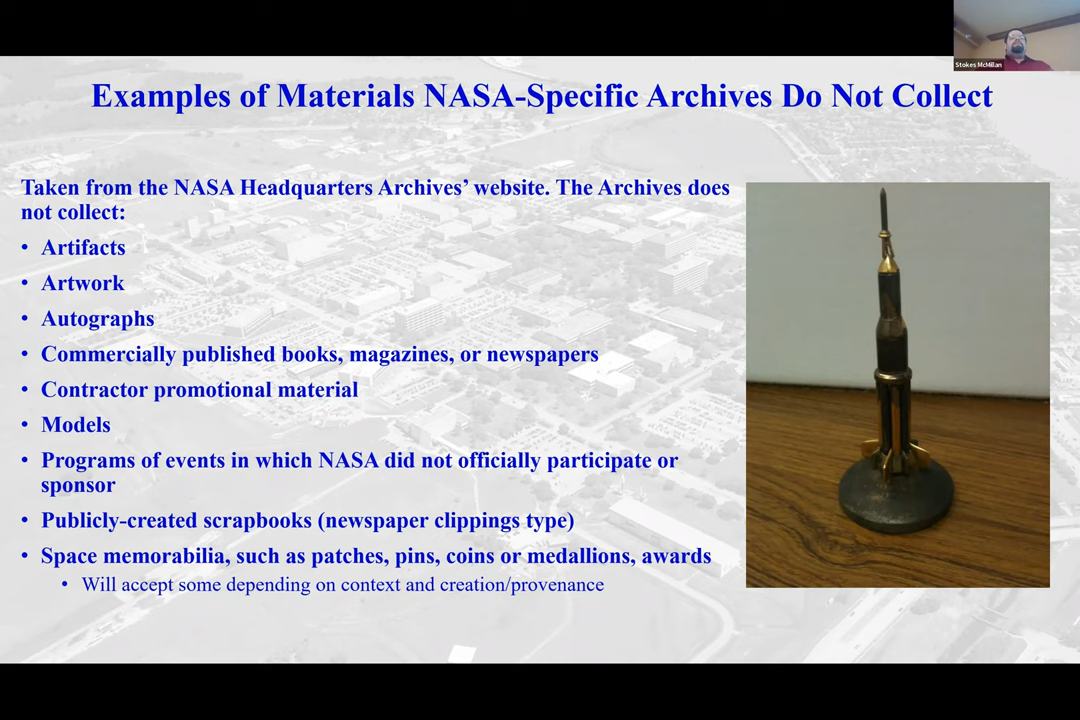 Stokes McMillan
Examples of Materials NASA-Specific Archives Do Not Collect
Taken from the NASA Headquarters Archives’ website. The Archives does
not collect:
• Artifacts
• Artwork
• Autographs
• Commercially published books, magazines, or newspapers
• Contractor promotional material
• Models
• Programs of events in which NASA did not officially participate or
sponsor
• Publicly-created scrapbooks (newspaper clippings type)
• Space memorabilia, such as patches, pins, coins or medallions, awards
• Will accept some depending on context and creation/provenance